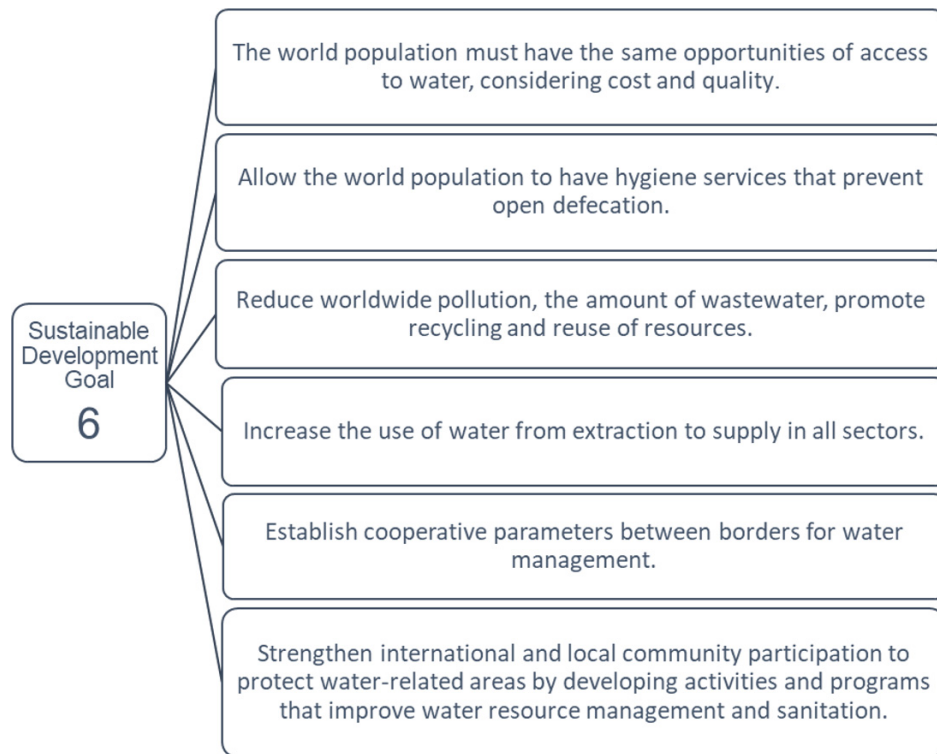 The world population must have the same opportunities of access
to water, considering cost and quality.
Allow the world population to have hygiene services that prevent
open defecation.
Reduce worldwide pollution, the amount of wastewater, promote
recycling and reuse of resources.
Sustainable
Development
Goal
6
Increase the use of water from extraction to supply in all sectors.
Establish cooperative parameters between borders for water
management.
Strengthen international and local community participation to
protect water-related areas by developing activities and programs
that improve water resource management and sanitation.